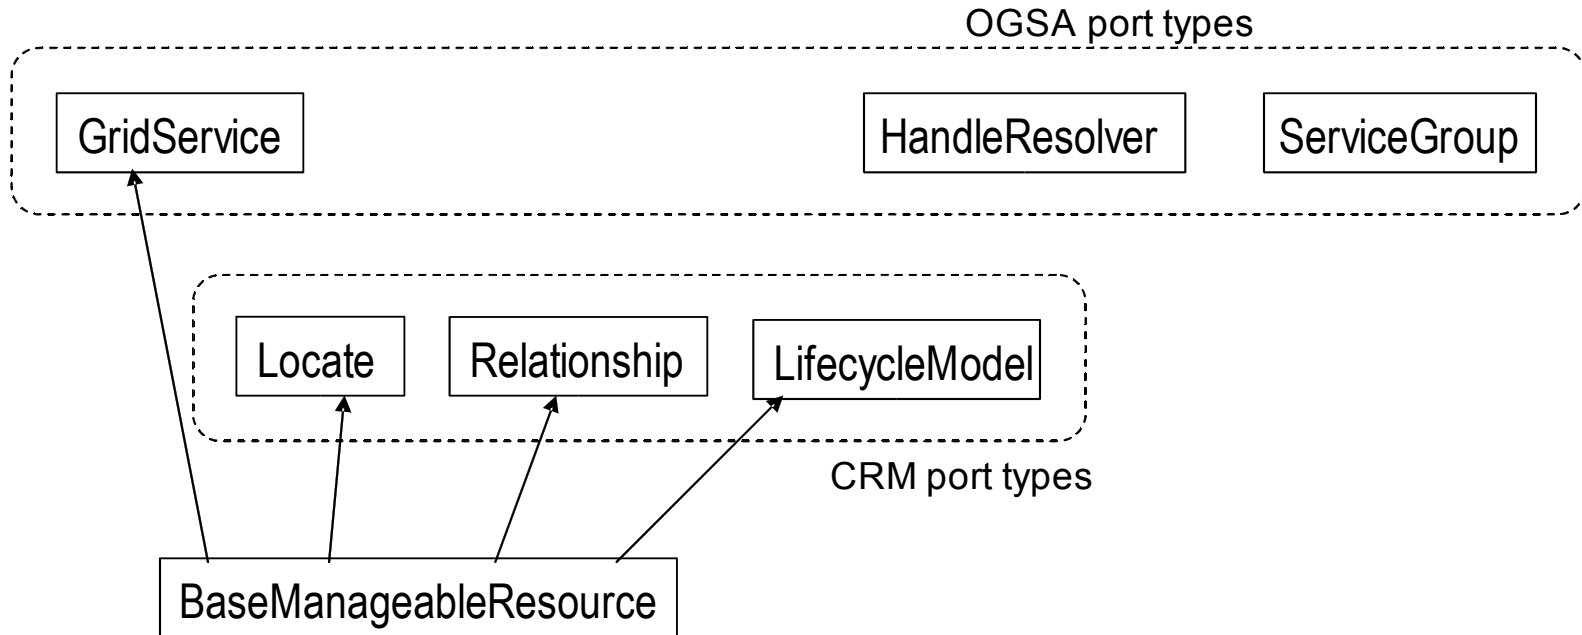 OGSA port types
GridService
HandleResolver
ServiceGroup
Locate
Relationship
LifecycleModel
CRM port types
BaseManageableResource